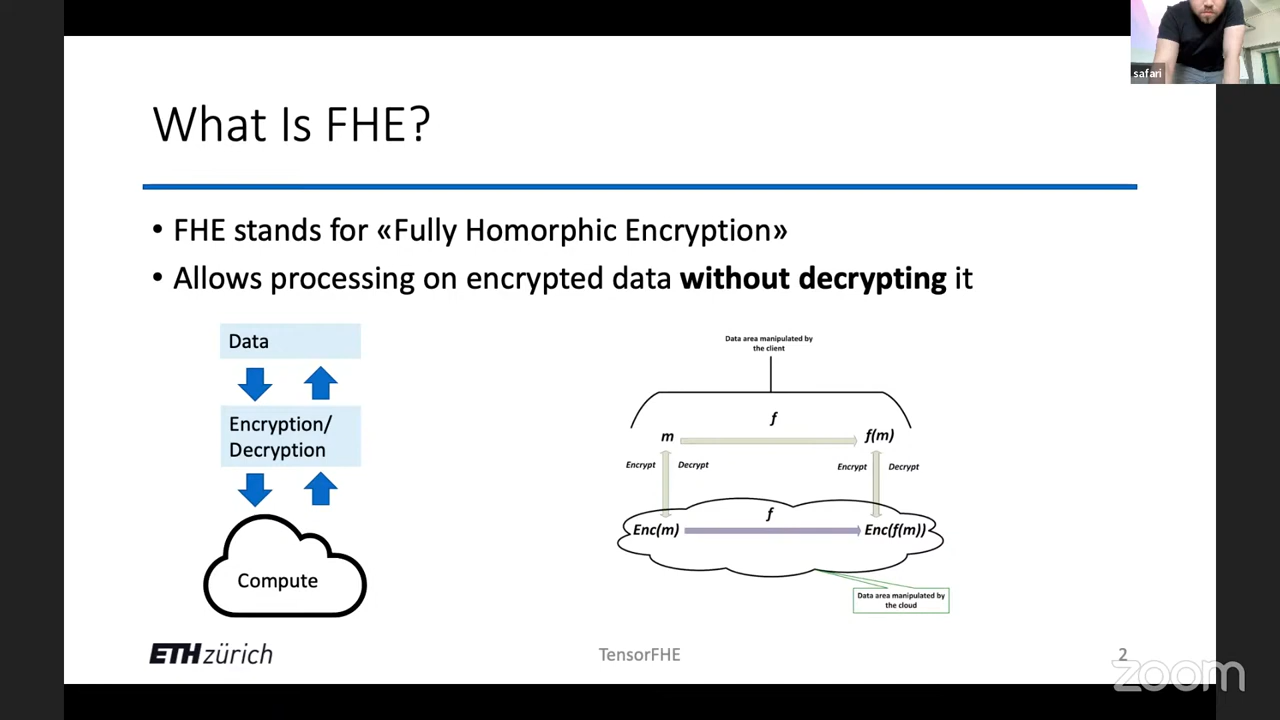 safari
What Is FHE?
• FHE stands for «Fully Homorphic Encryption»
• Allows processing on encrypted data without decrypting it
Data
Encryption/
Decryption
Compute
Data area manipulated by
the client
f
m
f(m)
Encrypt Decrypt
Encrypt Decrypt
f
Enc(m)
Enc(f(m))
Data area manipulated by
the cloud
ETH zürich
TensorFHE
2
zoom